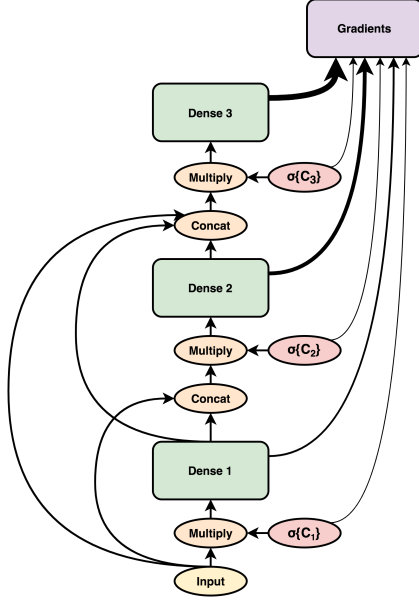 Gradients
Dense 3
Multiply
σ{C₃}
Concat
Dense 2
Multiply
σ{C₂}
Concat
Dense 1
Multiply
σ{C₁}
Input